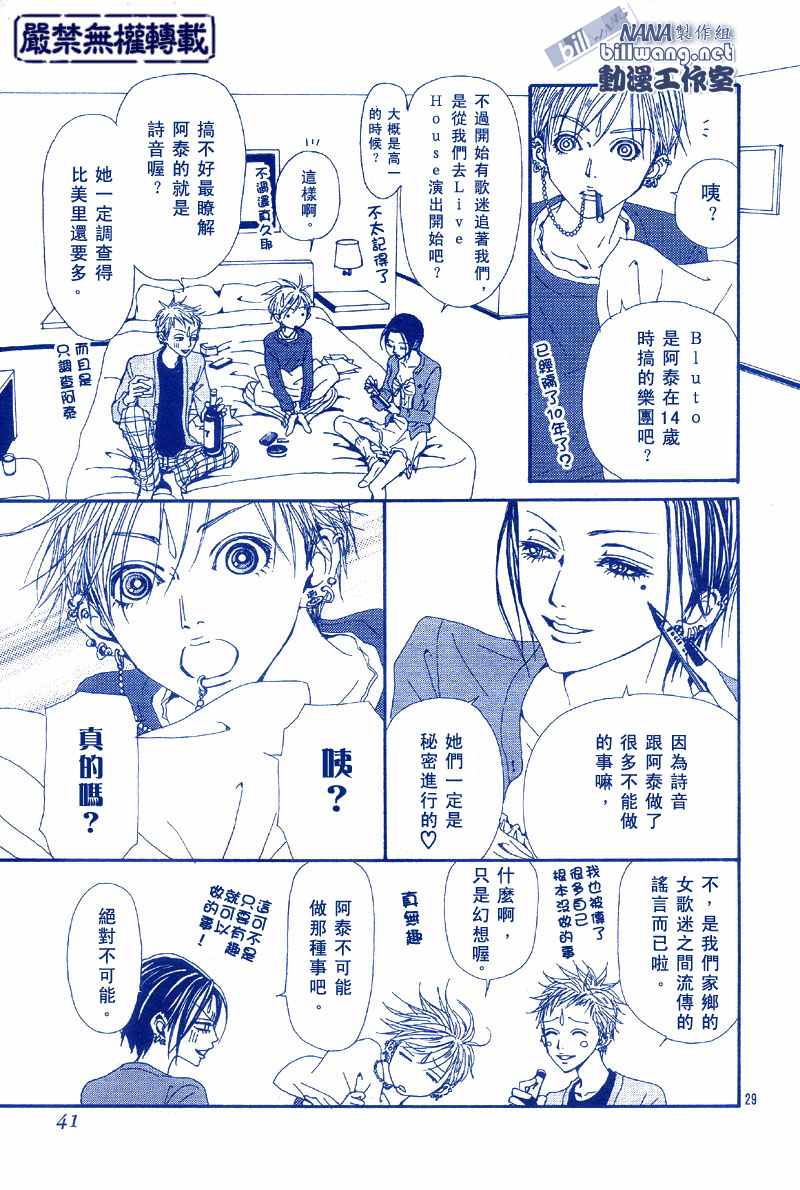 嚴禁無權轉載
bill
NANA製作組
billwang.net
動漫工作室
咦？
Bluto
是阿泰在14歲
時搞的樂團吧？
已經隔了10年了？
不過開始有歌迷追著我們，
是從我們去Live
House演出開始吧？
大概是高一
的時候？
不太記得了
這樣啊。
不過還真久耶
搞不好最瞭解
阿泰的就是
詩音喔？
她一定調查得
比美里還要多。
而且是
只調查阿泰
因為詩音
跟阿泰做了
很多不能做
的事嘛，
她們一定是
秘密進行的♡
咦？
真的嗎？
不，是我們家鄉的
女歌迷之間流傳的
謠言而已啦。
我也被傳了
很多自己
根本沒做的事
什麼啊，
只是幻想喔。
真無趣
阿泰不可能
做那種事吧。
這可不是
只要有趣
就可以
做的事！
絕對不可能。
29
41